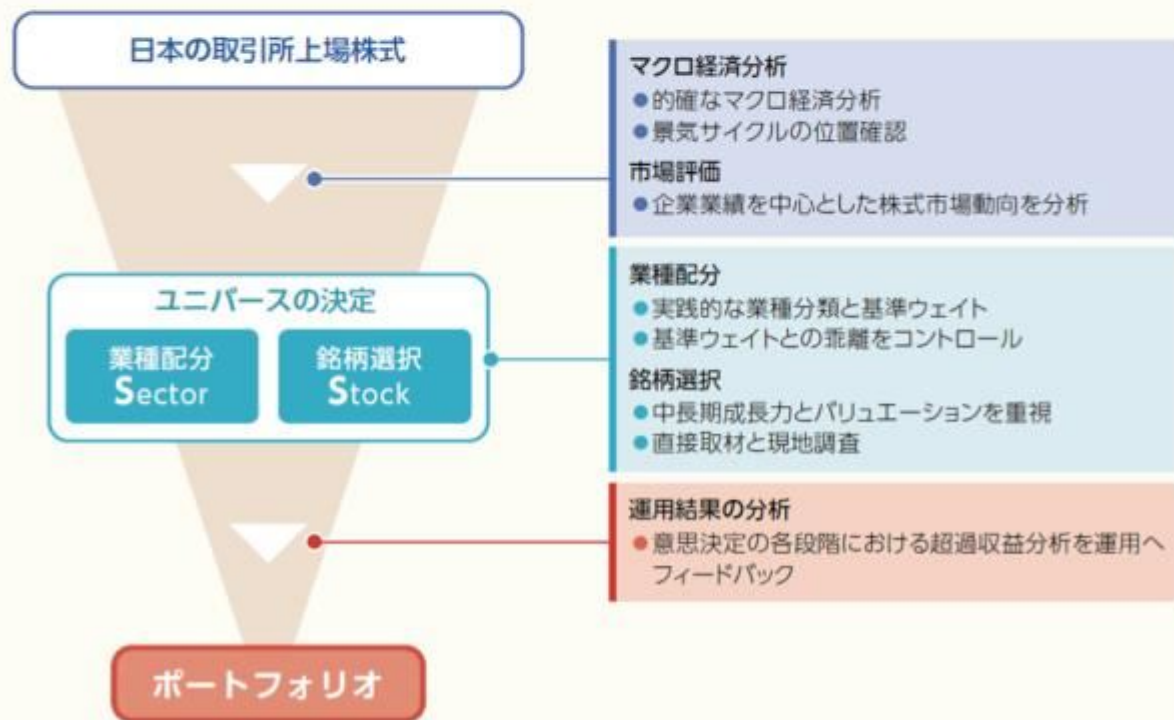 日本の取引所上場株式
マクロ経済分析
●的確なマクロ経済分析
●景気サイクルの位置確認
市場評価
●企業業績を中心とした株式市場動向を分析
ユニバースの決定
業種配分
Sector
銘柄選択
Stock
業種配分
●実践的な業種分類と基準ウェイト
●基準ウェイトとの乖離をコントロール
銘柄選択
●中長期成長力とバリュエーションを重視
●直接取材と現地調査
運用結果の分析
●意思決定の各段階における超過収益分析を運用へ
フィードバック
ポートフォリオ